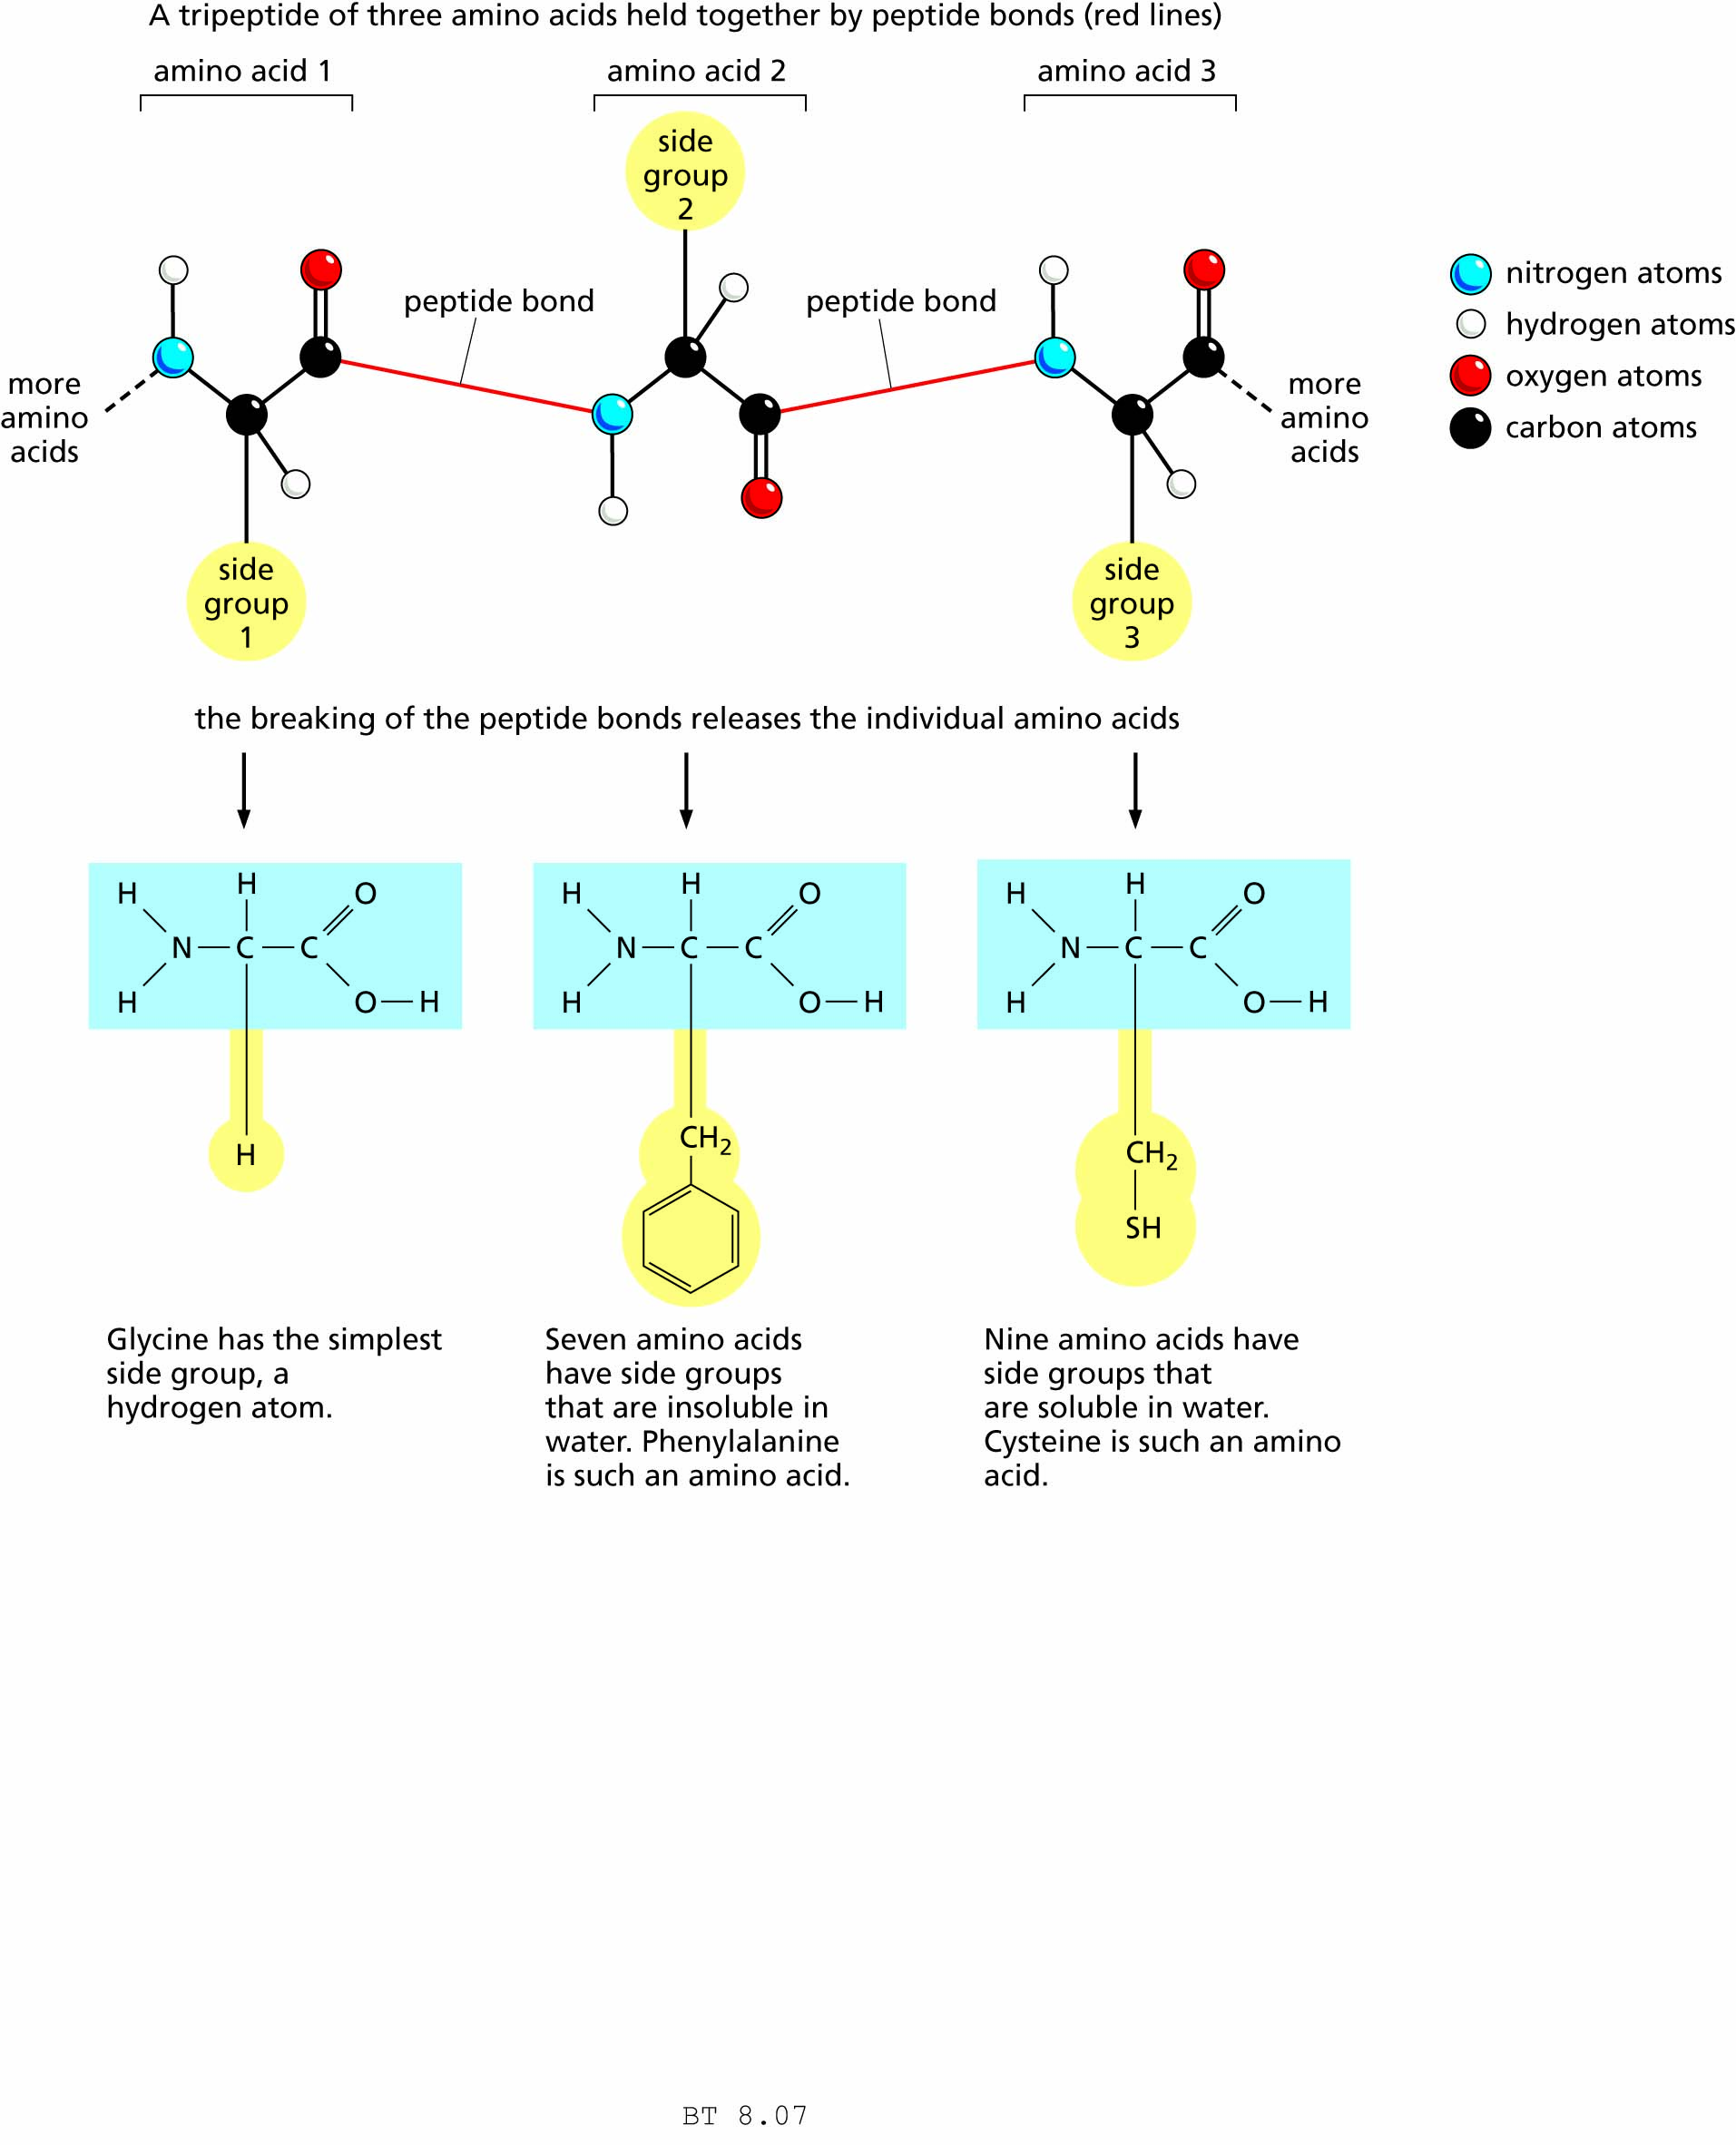 A tripeptide of three amino acids held together by peptide bonds (red lines)
amino acid 1
amino acid 2
amino acid 3
side
group
2
peptide bond
peptide bond
nitrogen atoms
hydrogen atoms
oxygen atoms
carbon atoms
more
amino
acids
more
amino
acids
side
group
1
side
group
3
the breaking of the peptide bonds releases the individual amino acids
H H O
N C C
H O H
H
H H O
N C C
H O H
CH2
H H O
N C C
H O H
CH2
SH
Glycine has the simplest
side group, a
hydrogen atom.
Seven amino acids
have side groups
that are insoluble in
water. Phenylalanine
is such an amino acid.
Nine amino acids have
side groups that
are soluble in water.
Cysteine is such an amino
acid.
BT 8.07